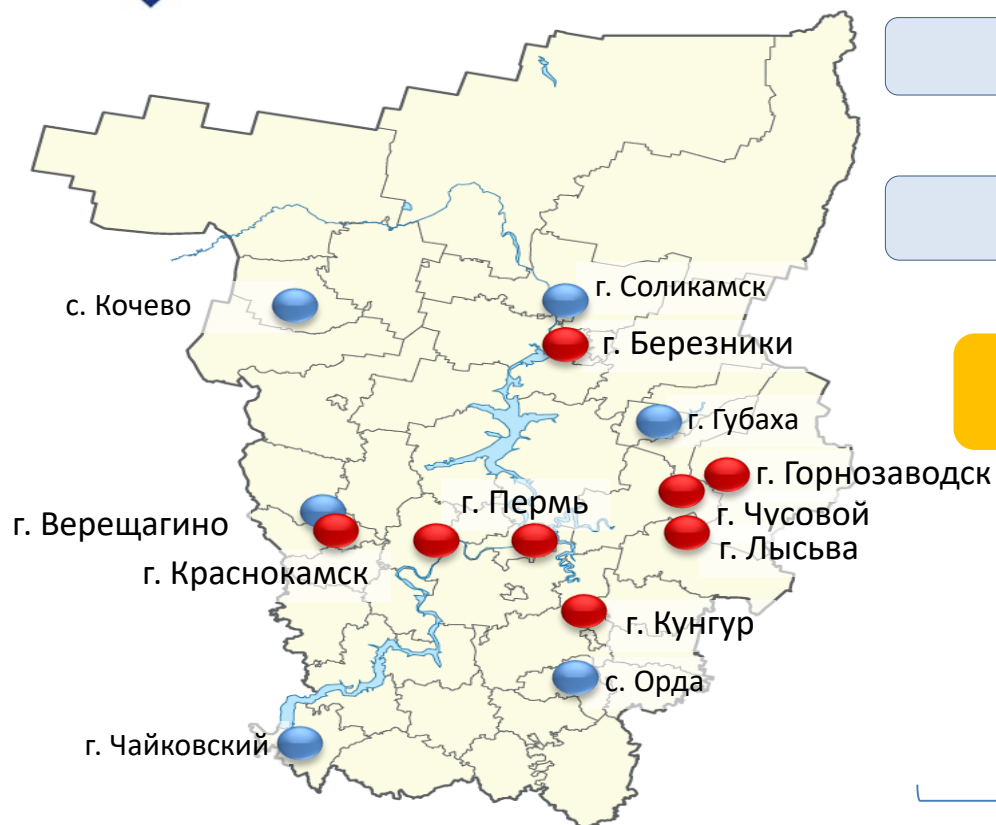 с. Кочево
г. Соликамск
г. Березники
г. Губаха
г. Горнозаводск
г. Пермь
г. Чусовой
г. Верещагино
г. Лысьва
г. Краснокамск
г. Кунгур
с. Орда
г. Чайковский